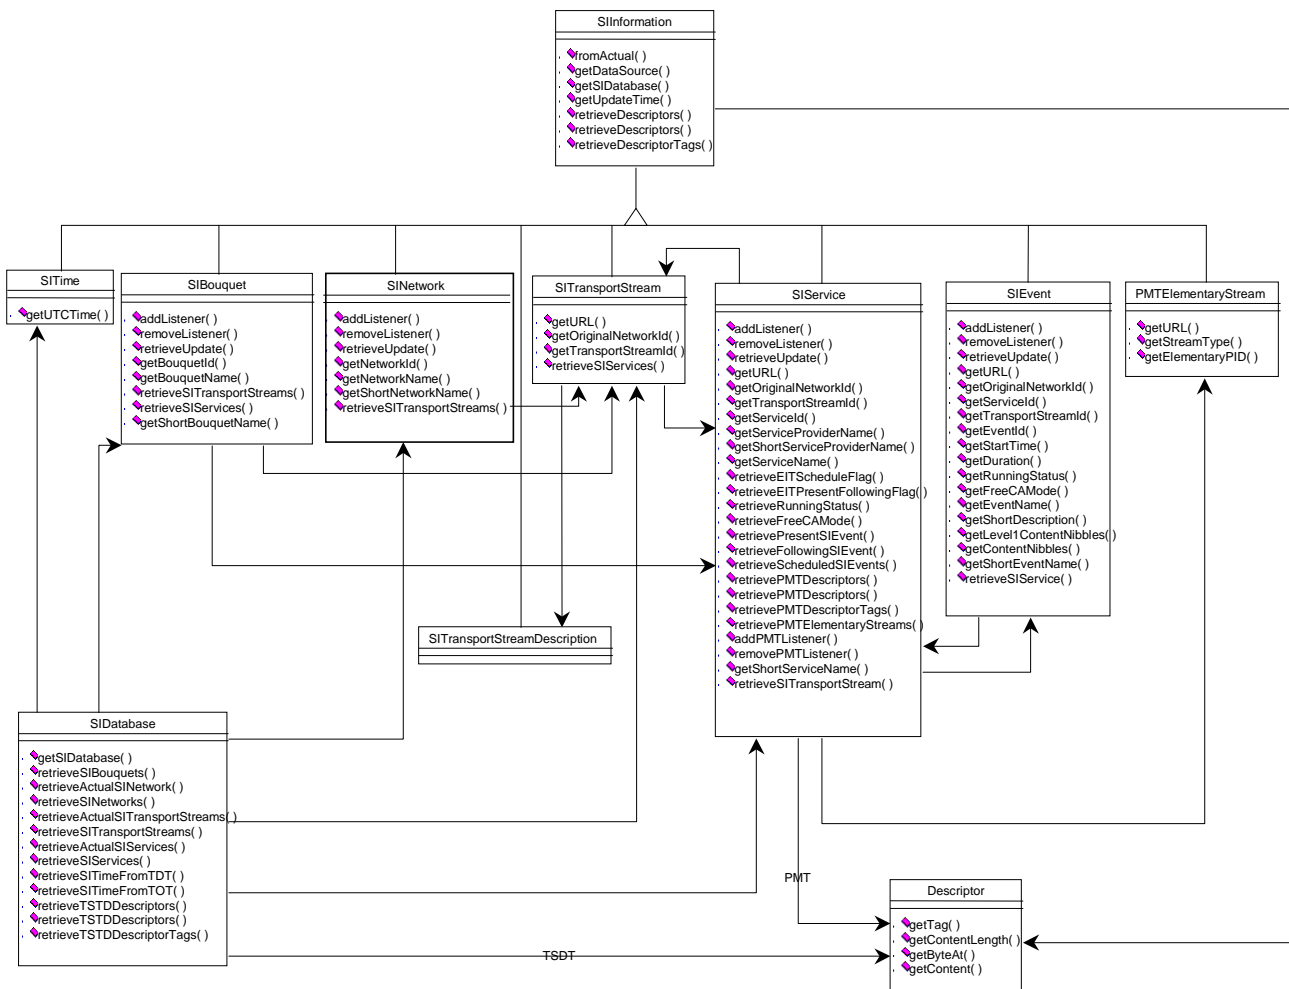 SIInformation
fromActual( )
getDataSource( )
getSIDatabase( )
getUpdateTime( )
retrieveDescriptors( )
retrieveDescriptors( )
retrieveDescriptorTags( )
SITime
getUTCTime( )
SIBouquet
addListener( )
removeListener( )
retrieveUpdate( )
getBouquetId( )
getBouquetName( )
retrieveSITransportStreams( )
retrieveSIServices( )
getShortBouquetName( )
SINetwork
addListener( )
removeListener( )
retrieveUpdate( )
getNetworkId( )
getNetworkName( )
getShortNetworkName( )
retrieveSITransportStreams( )
SITransportStream
getURL( )
getOriginalNetworkId( )
getTransportStreamId( )
retrieveSIServices( )
SIService
addListener( )
removeListener( )
retrieveUpdate( )
getURL( )
getOriginalNetworkId( )
getTransportStreamId( )
getServiceId( )
getServiceProviderName( )
getShortServiceProviderName( )
getServiceName( )
retrieveEITScheduleFlag( )
retrieveEITPresentFollowingFlag( )
retrieveRunningStatus( )
retrieveFreeCAMode( )
retrievePresentSIEvent( )
retrieveFollowingSIEvent( )
retrieveScheduledSIEvents( )
retrievePMTDescriptors( )
retrievePMTDescriptors( )
retrievePMTDescriptorTags( )
retrievePMTElementaryStreams( )
addPMTListener( )
removePMTListener( )
getShortServiceName( )
retrieveSITransportStream( )
SIEvent
addListener( )
removeListener( )
retrieveUpdate( )
getURL( )
getOriginalNetworkId( )
getServiceId( )
getTransportStreamId( )
getEventId( )
getStartTime( )
getDuration( )
getRunningStatus( )
getFreeCAMode( )
getEventName( )
getShortDescription( )
getLevel1ContentNibbles( )
getContentNibbles( )
getShortEventName( )
retrieveSIService( )
PMTElementaryStream
getURL( )
getStreamType( )
getElementaryPID( )
SITransportStreamDescription
SIDatabase
getSIDatabase( )
retrieveSIBouquets( )
retrieveActualSINetwork( )
retrieveSINetworks( )
retrieveActualSITransportStreams( )
retrieveSITransportStreams( )
retrieveActualSIServices( )
retrieveSIServices( )
retrieveSITimeFromTDT( )
retrieveSITimeFromTOT( )
retrieveTSTDDescriptors( )
retrieveTSTDDescriptors( )
retrieveTSTDDescriptorTags( )
PMT
TSDT
Descriptor
getTag( )
getContentLength( )
getByteAt( )
getContent( )